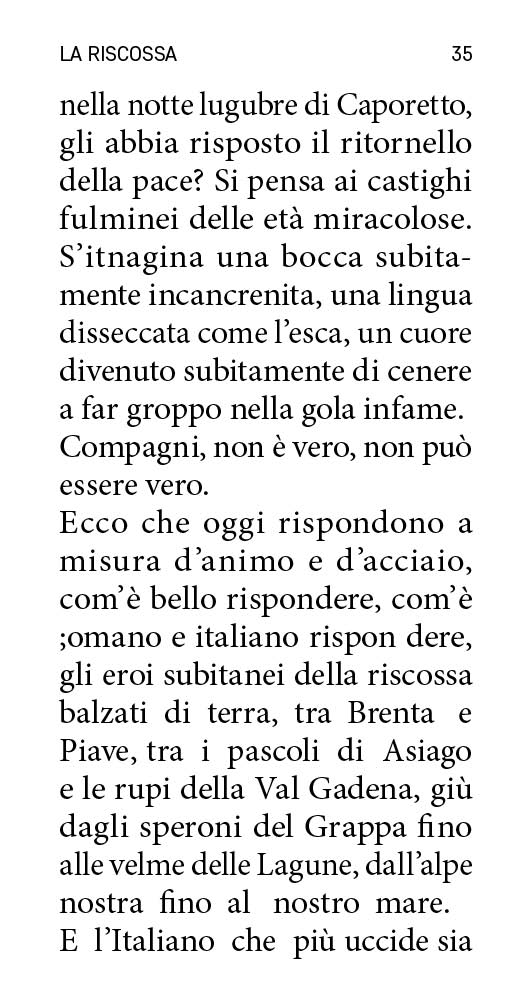 LA RISCOSSA 35
nella notte lugubre di Caporetto,
gli abbia risposto il ritornello
della pace? Si pensa ai castighi
fulminei delle età miracolose.
S’itnagina una bocca subita-
mente incancrenita, una lingua
disseccata come l’esca, un cuore
divenuto subitamente di cenere
a far groppo nella gola infame.
Compagni, non è vero, non può
essere vero.
Ecco che oggi rispondono a
misura d’animo e d’acciaio,
com’è bello rispondere, com’è
;omano e italiano rispon dere,
gli eroi subitanei della riscossa
balzati di terra, tra Brenta e
Piave, tra i pascoli di Asiago
e le rupi della Val Gadena, giù
dagli speroni del Grappa fino
alle velme delle Lagune, dall’alpe
nostra fino al nostro mare.
E l’Italiano che più uccide sia